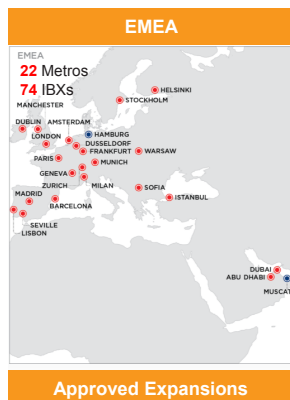 EMEA
EMEA
22 Metros
74 IBXs
HELSINKI
STOCKHOLM
MANCHESTER
DUBLIN AMSTERDAM
HAMBURG
LONDON
DUSSELDORF
FRANKFURT WARSAW
PARIS
MUNICH
GENEVA
ZURICH MILAN
SOFIA
MADRID
ISTANBUL
BARCELONA
SEVILLE
LISBON
DUBAI
ABU DHABI
MUSCAT
Approved Expansions